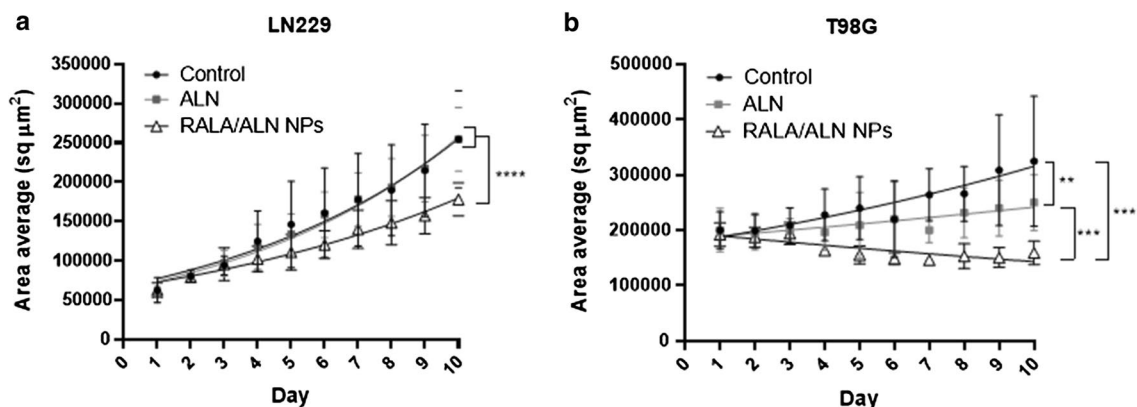 a
LN229
Area average (sq μm²)
350000
300000
250000
200000
150000
100000
50000
0
Control
ALN
RALA/ALN NPs
****
0 1 2 3 4 5 6 7 8 9 10
Day
b
T98G
Area average (sq μm²)
500000
400000
300000
200000
100000
0
Control
ALN
RALA/ALN NPs
**
***
***
0 1 2 3 4 5 6 7 8 9 10
Day